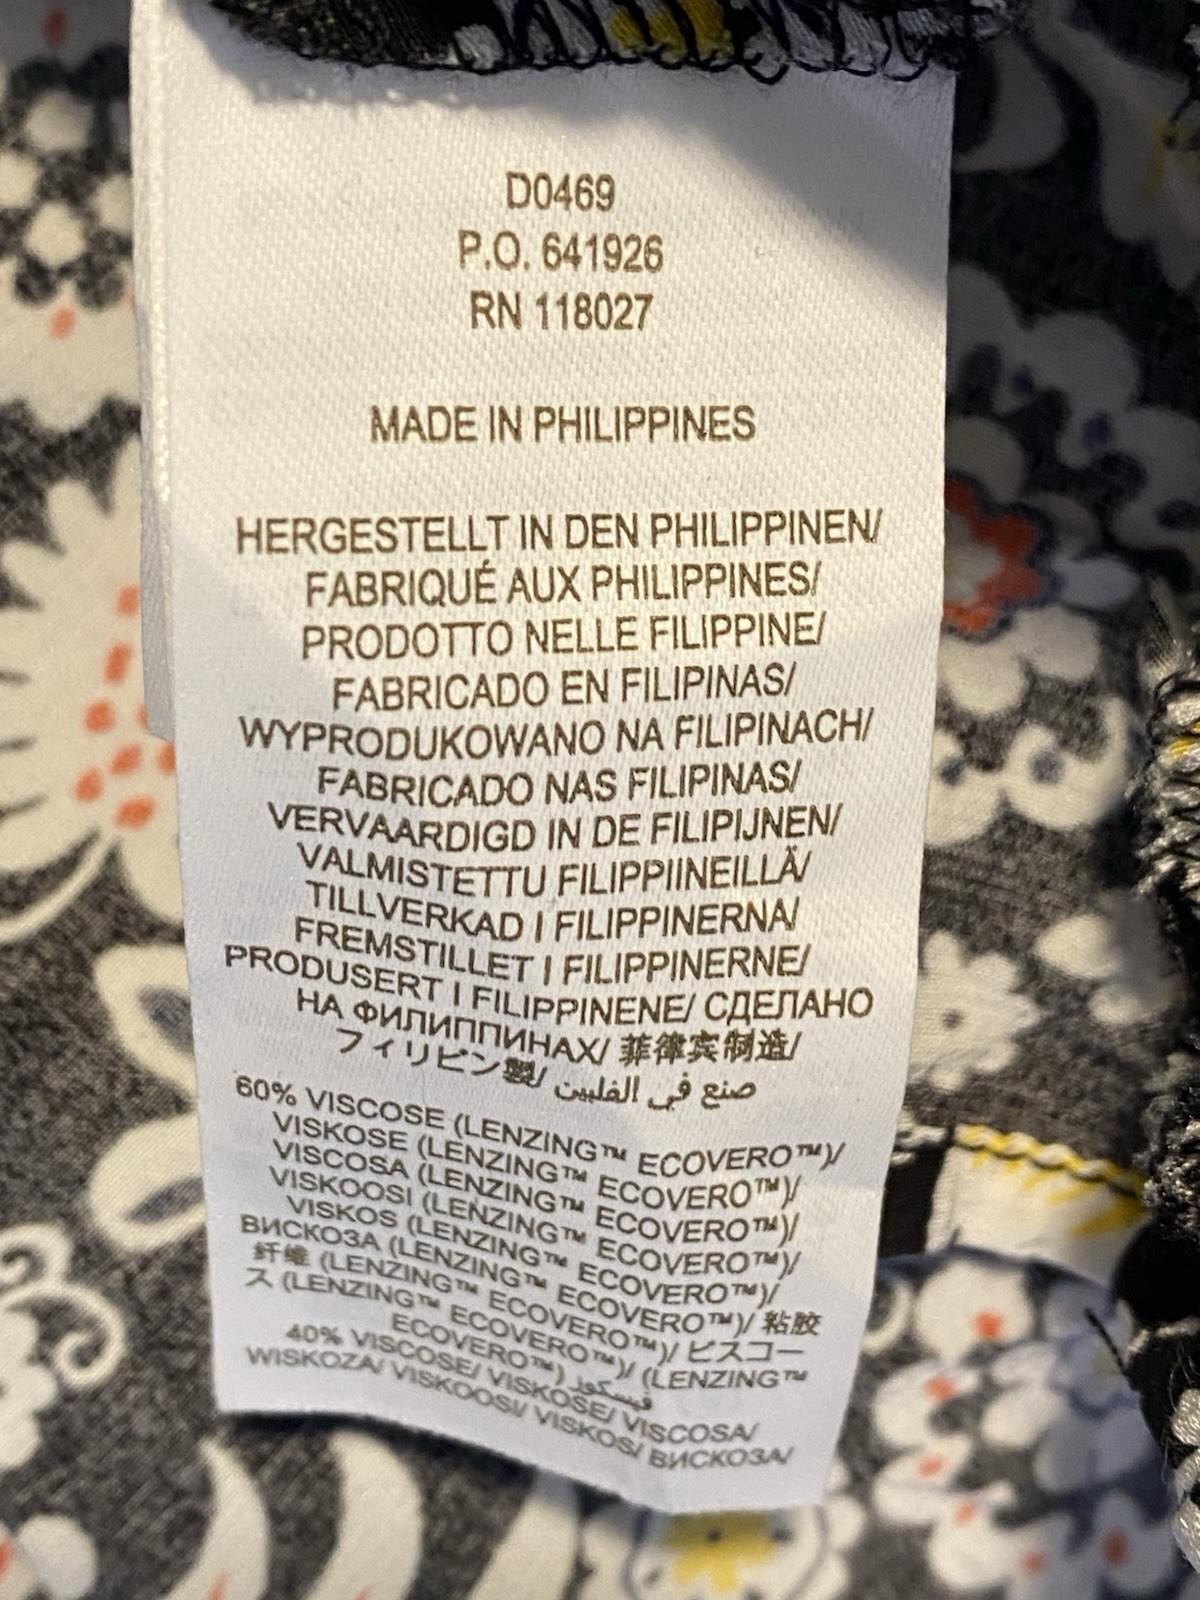 D0469
P.O. 641926
RN 118027
MADE IN PHILIPPINES
HERGESTELLT IN DEN PHILIPPINEN/
FABRIQUÉ AUX PHILIPPINES/
PRODOTTO NELLE FILIPPINE/
FABRICADO EN FILIPINAS/
WYPRODUKOWANO NA FILIPINACH/
FABRICADO NAS FILIPINAS/
VERVAARDIGD IN DE FILIPIJNEN/
VALMISTETTU FILIPPIINEILLÄ/
TILLVERKAD I FILIPPINERNA/
FREMSTILLET I FILIPPINERNE/
PRODUSERT I FILIPPINENE/ СДЕЛАНО
НА ФИЛИППИНАХ/ 菲律宾制造/
フィリピン製/ صنع في الفلبين
60% VISCOSE (LENZING™ ECOVERO™)/
VISKOSE (LENZING™ ECOVERO™)/
VISCOSA (LENZING™ ECOVERO™)/
VISKOOSI (LENZING™ ECOVERO™)/
VISKOS (LENZING™ ECOVERO™)/
ВИСКОЗА (LENZING™ ECOVERO™)/ 粘胶
纤维 (LENZING™ ECOVERO™)/ ビスコー
ス (LENZING™ ECOVERO™)/ (LENZING™
ECOVERO™) فيسكوز
40% VISCOSE/ VISKOSE/ VISCOSA/
WISKOZA/ VISKOOSI/ VISKOS/ ВИСКОЗА/